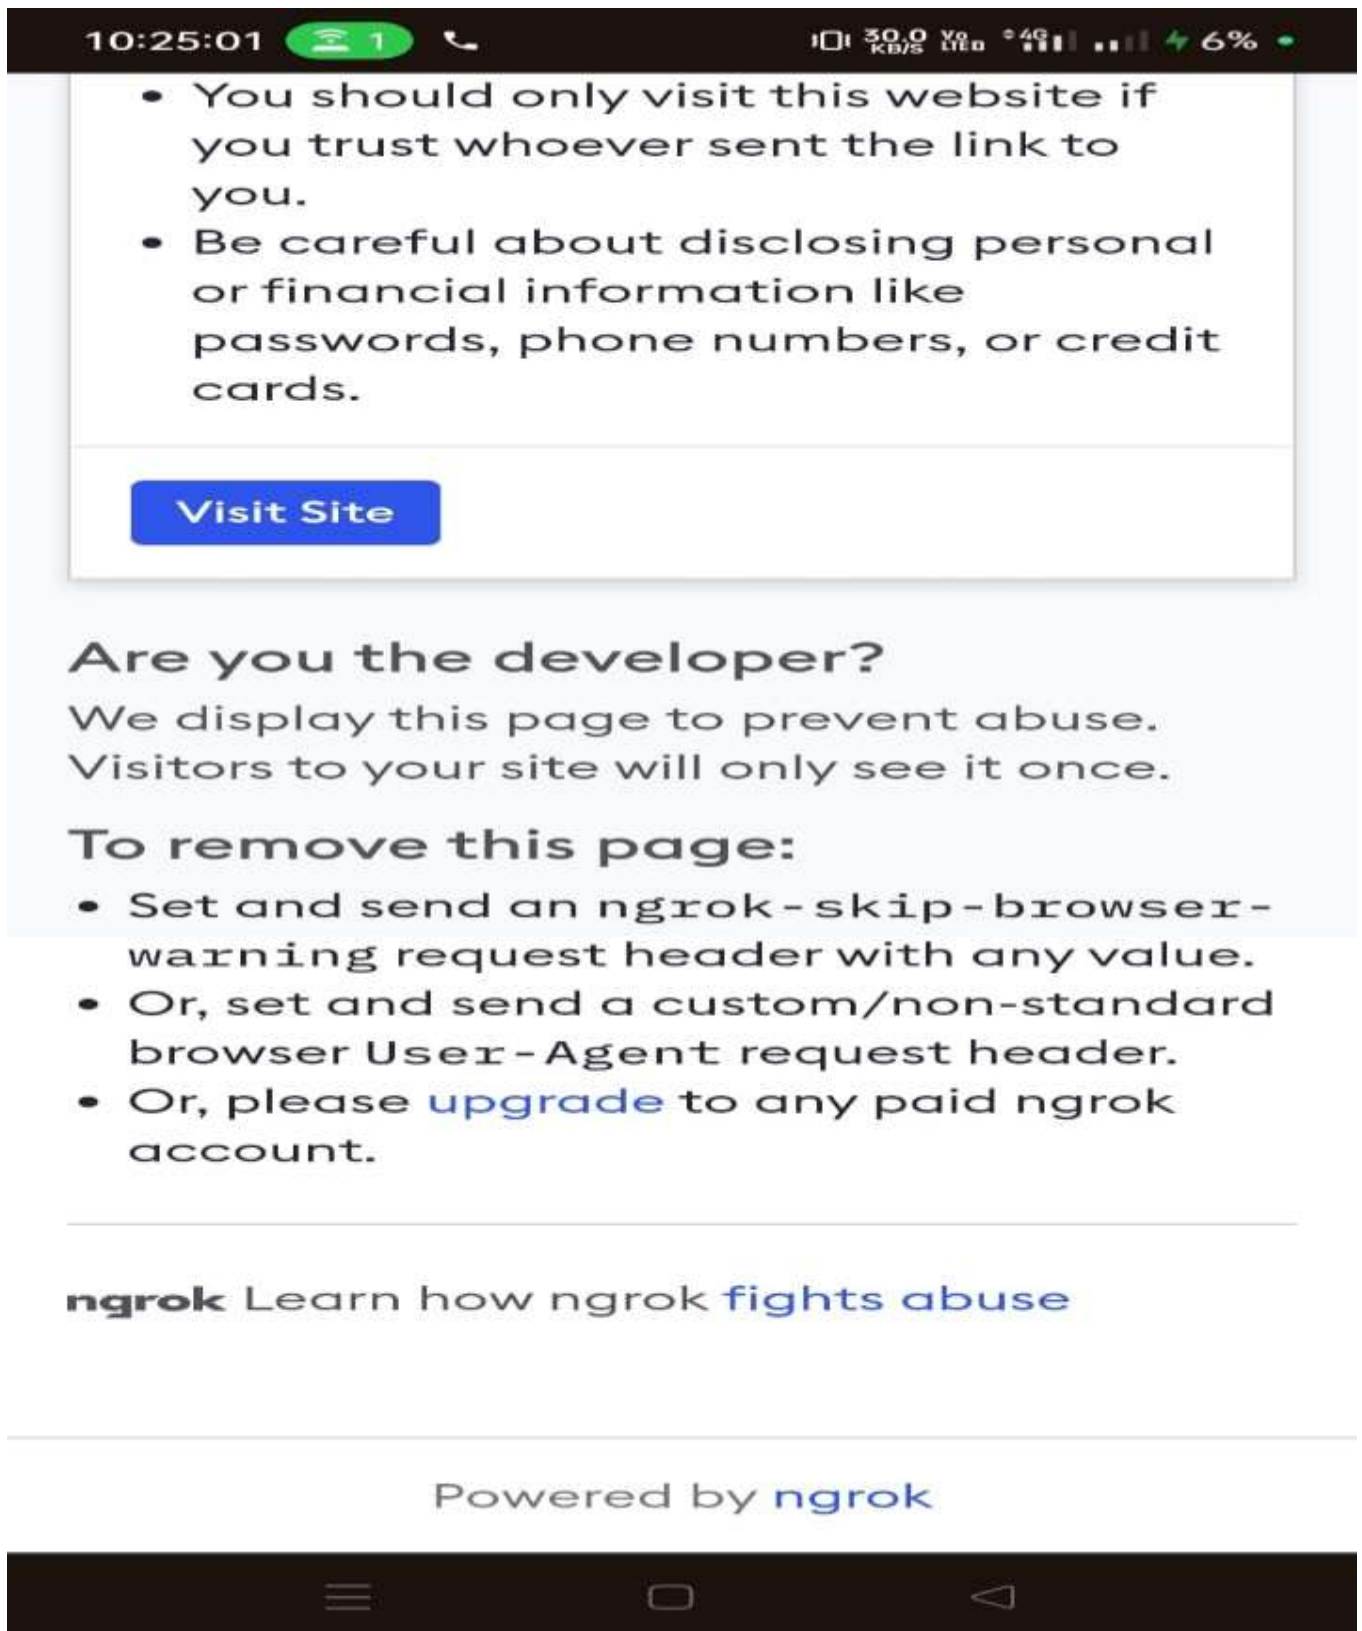 10:25:01 1 30.0 KB/S Vo LTE 4G 6%
• You should only visit this website if
you trust whoever sent the link to
you.
• Be careful about disclosing personal
or financial information like
passwords, phone numbers, or credit
cards.
Visit Site
Are you the developer?
We display this page to prevent abuse.
Visitors to your site will only see it once.
To remove this page:
• Set and send an ngrok-skip-browser-
warning request header with any value.
• Or, set and send a custom/non-standard
browser User-Agent request header.
• Or, please upgrade to any paid ngrok
account.
ngrok Learn how ngrok fights abuse
Powered by ngrok